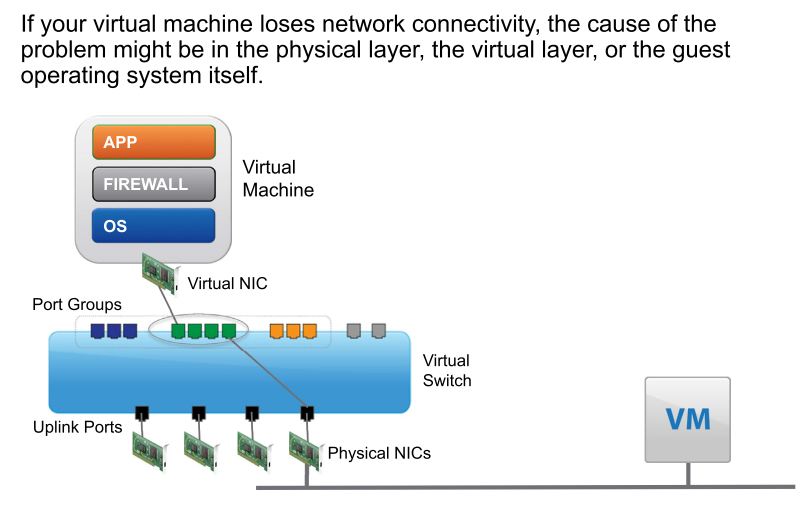 If your virtual machine loses network connectivity, the cause of the
problem might be in the physical layer, the virtual layer, or the guest
operating system itself.
APP
FIREWALL
OS
Virtual
Machine
Virtual NIC
Port Groups
Virtual
Switch
Uplink Ports
Physical NICs
VM